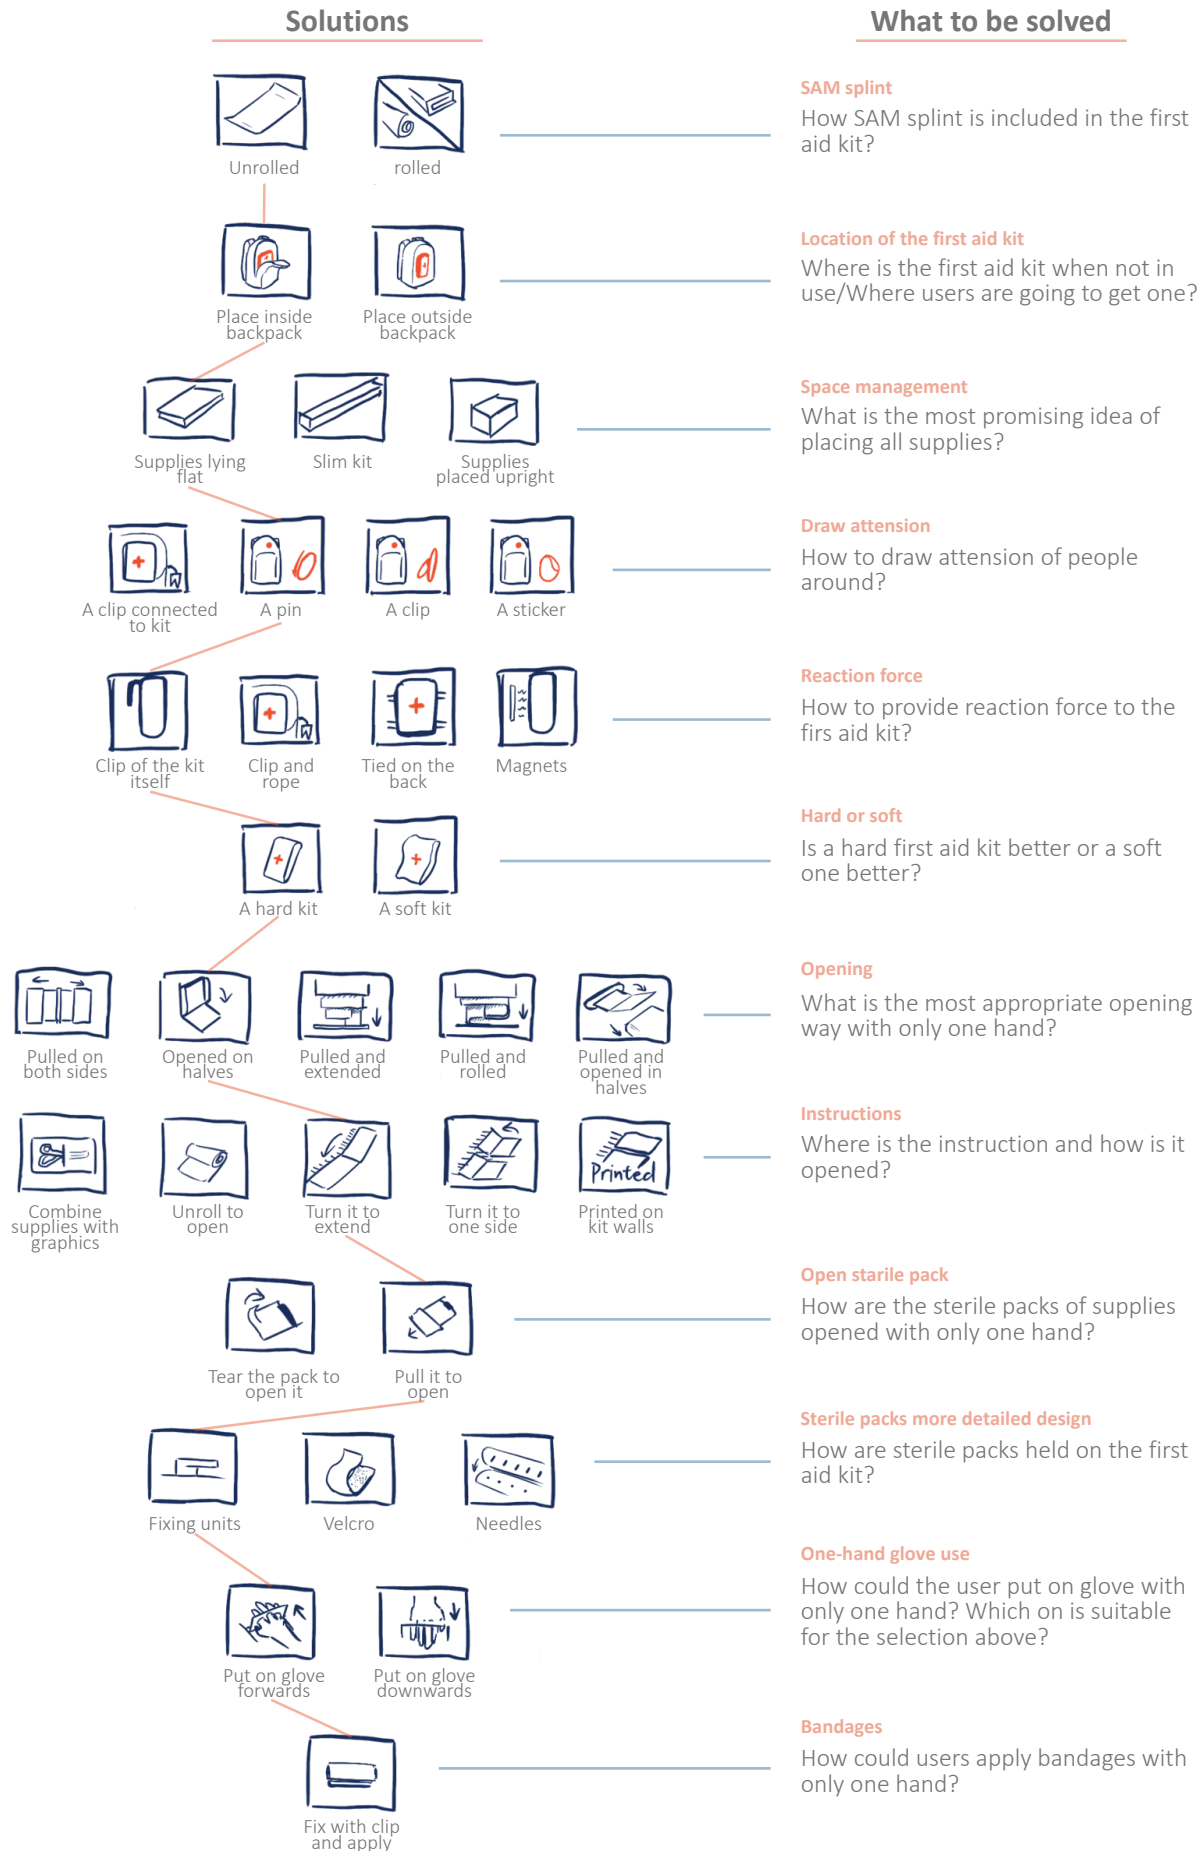 Solutions
What to be solved
Unrolled
rolled
SAM splint
How SAM splint is included in the first
aid kit?
Place inside
backpack
Place outside
backpack
Location of the first aid kit
Where is the first aid kit when not in
use/Where users are going to get one?
Supplies lying
flat
Slim kit
Supplies
placed upright
Space management
What is the most promising idea of
placing all supplies?
A clip connected
to kit
A pin
A clip
A sticker
Draw attension
How to draw attension of people
around?
Clip of the kit
itself
Clip and
rope
Tied on the
back
Magnets
Reaction force
How to provide reaction force to the
firs aid kit?
A hard kit
A soft kit
Hard or soft
Is a hard first aid kit better or a soft
one better?
Pulled on
both sides
Opened on
halves
Pulled and
extended
Pulled and
rolled
Pulled and
opened in
halves
Opening
What is the most appropriate opening
way with only one hand?
Combine
supplies with
graphics
Unroll to
open
Turn it to
extend
Turn it to
one side
Printed
Printed on
kit walls
Instructions
Where is the instruction and how is it
opened?
Tear the pack to
open it
Pull it to
open
Open starile pack
How are the sterile packs of supplies
opened with only one hand?
Fixing units
Velcro
Needles
Sterile packs more detailed design
How are sterile packs held on the first
aid kit?
Put on glove
forwards
Put on glove
downwards
One-hand glove use
How could the user put on glove with
only one hand? Which on is suitable
for the selection above?
Fix with clip
and apply
Bandages
How could users apply bandages with
only one hand?